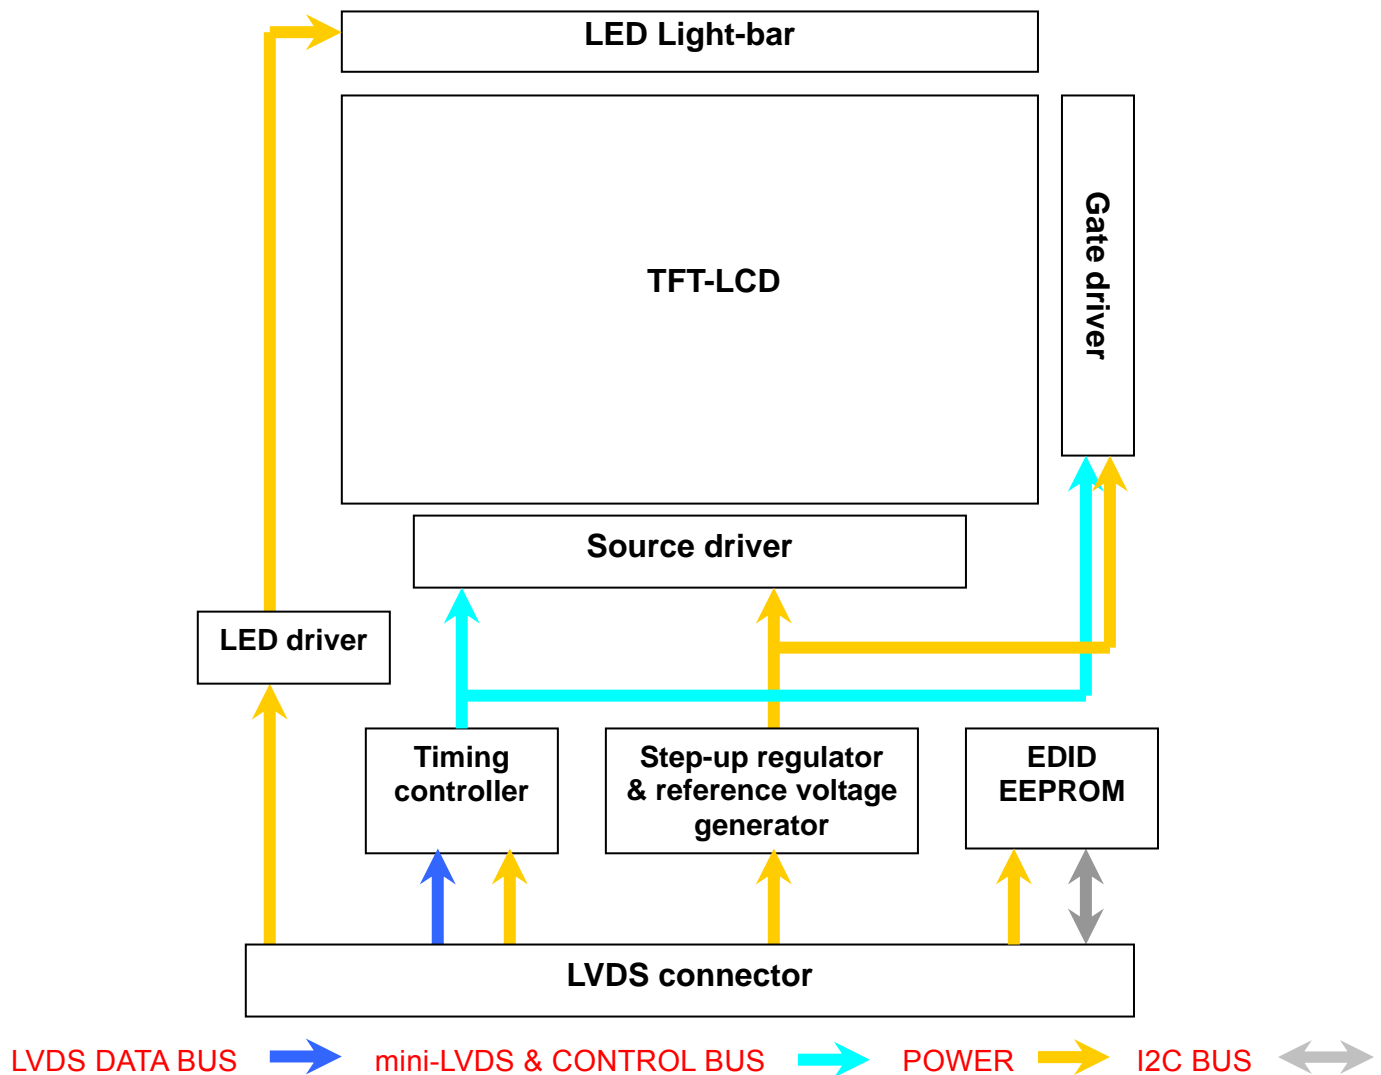 LED Light-bar
TFT-LCD
Gate driver
Source driver
LED driver
Timing
controller
Step-up regulator
& reference voltage
generator
EDID
EEPROM
LVDS connector
LVDS DATA BUS mini-LVDS & CONTROL BUS POWER I2C BUS